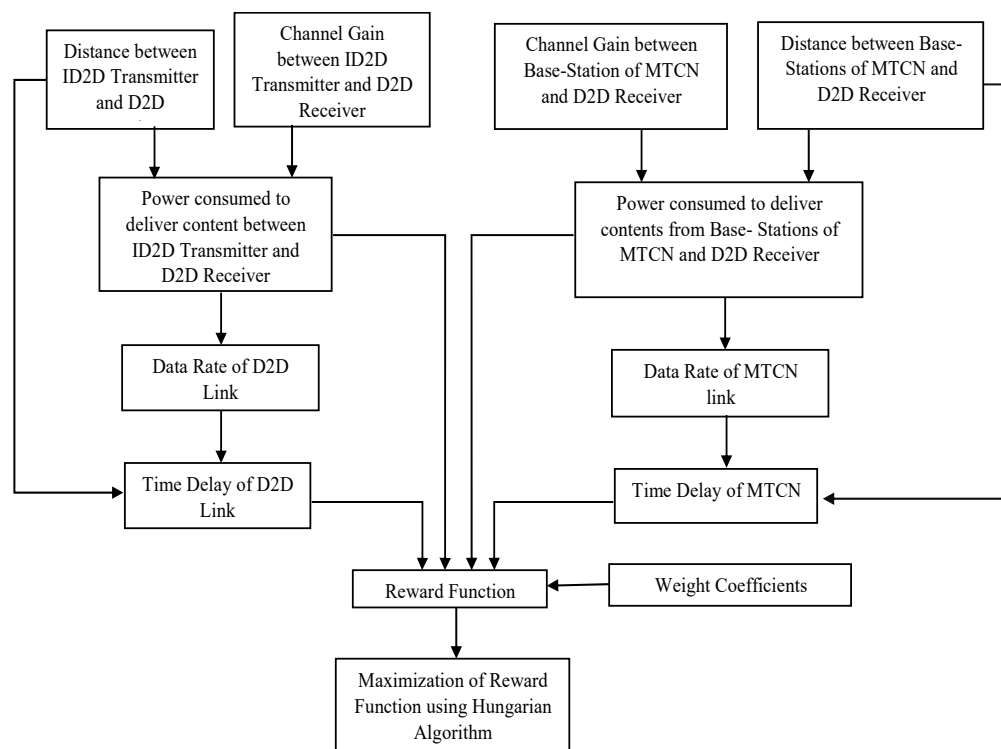 Distance between
ID2D Transmitter
and D2D
Channel Gain
between ID2D
Transmitter and D2D
Receiver
Channel Gain between
Base-Station of MTCN
and D2D Receiver
Distance between Base-
Stations of MTCN and
D2D Receiver
Power consumed to
deliver content between
ID2D Transmitter and
D2D Receiver
Power consumed to deliver
contents from Base- Stations of
MTCN and D2D Receiver
Data Rate of D2D
Link
Data Rate of MTCN
link
Time Delay of D2D
Link
Time Delay of MTCN
Reward Function
Weight Coefficients
Maximization of Reward
Function using Hungarian
Algorithm